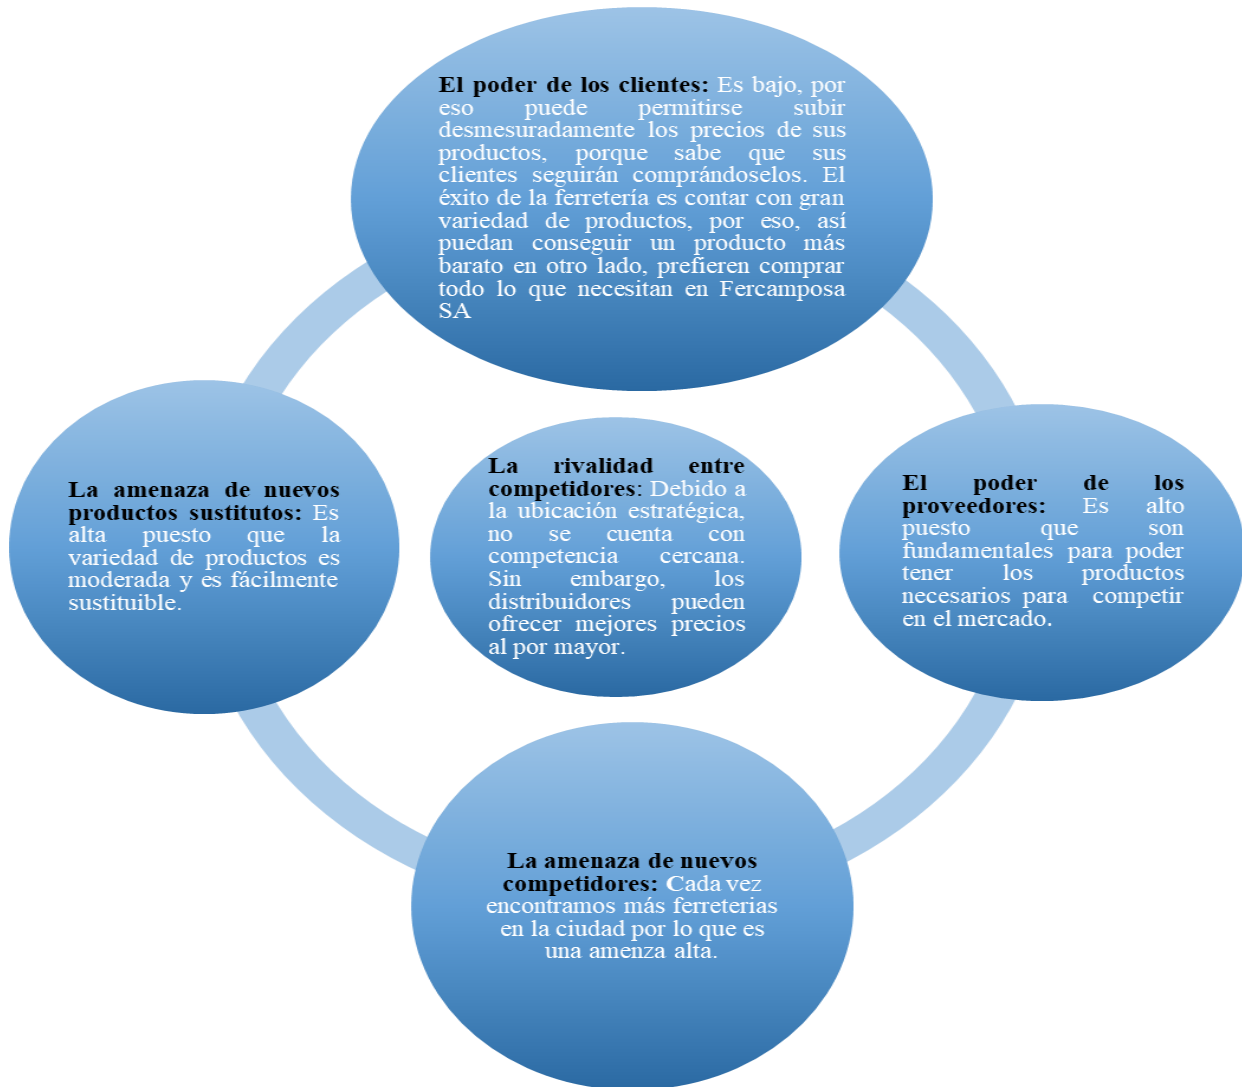 El poder de los clientes: Es bajo, por
eso puede permitirse subir
desmesuradamente los precios de sus
productos, porque sabe que sus
clientes seguirán comprándoselos. El
éxito de la ferretería es contar con gran
variedad de productos, por eso, así
puedan conseguir un producto más
barato en otro lado, prefieren comprar
todo lo que necesitan en Fercamposa
SA
La amenaza de nuevos
productos sustitutos: Es
alta puesto que la
variedad de productos es
moderada y es fácilmente
sustituible.
La rivalidad entre
competidores: Debido a
la ubicación estratégica,
no se cuenta con
competencia cercana.
Sin embargo, los
distribuidores pueden
ofrecer mejores precios
al por mayor.
El poder de los
proveedores: Es alto
puesto que son
fundamentales para poder
tener los productos
necesarios para competir
en el mercado.
La amenaza de nuevos
competidores: Cada vez
encontramos más ferreterias
en la ciudad por lo que es
una amenza alta.